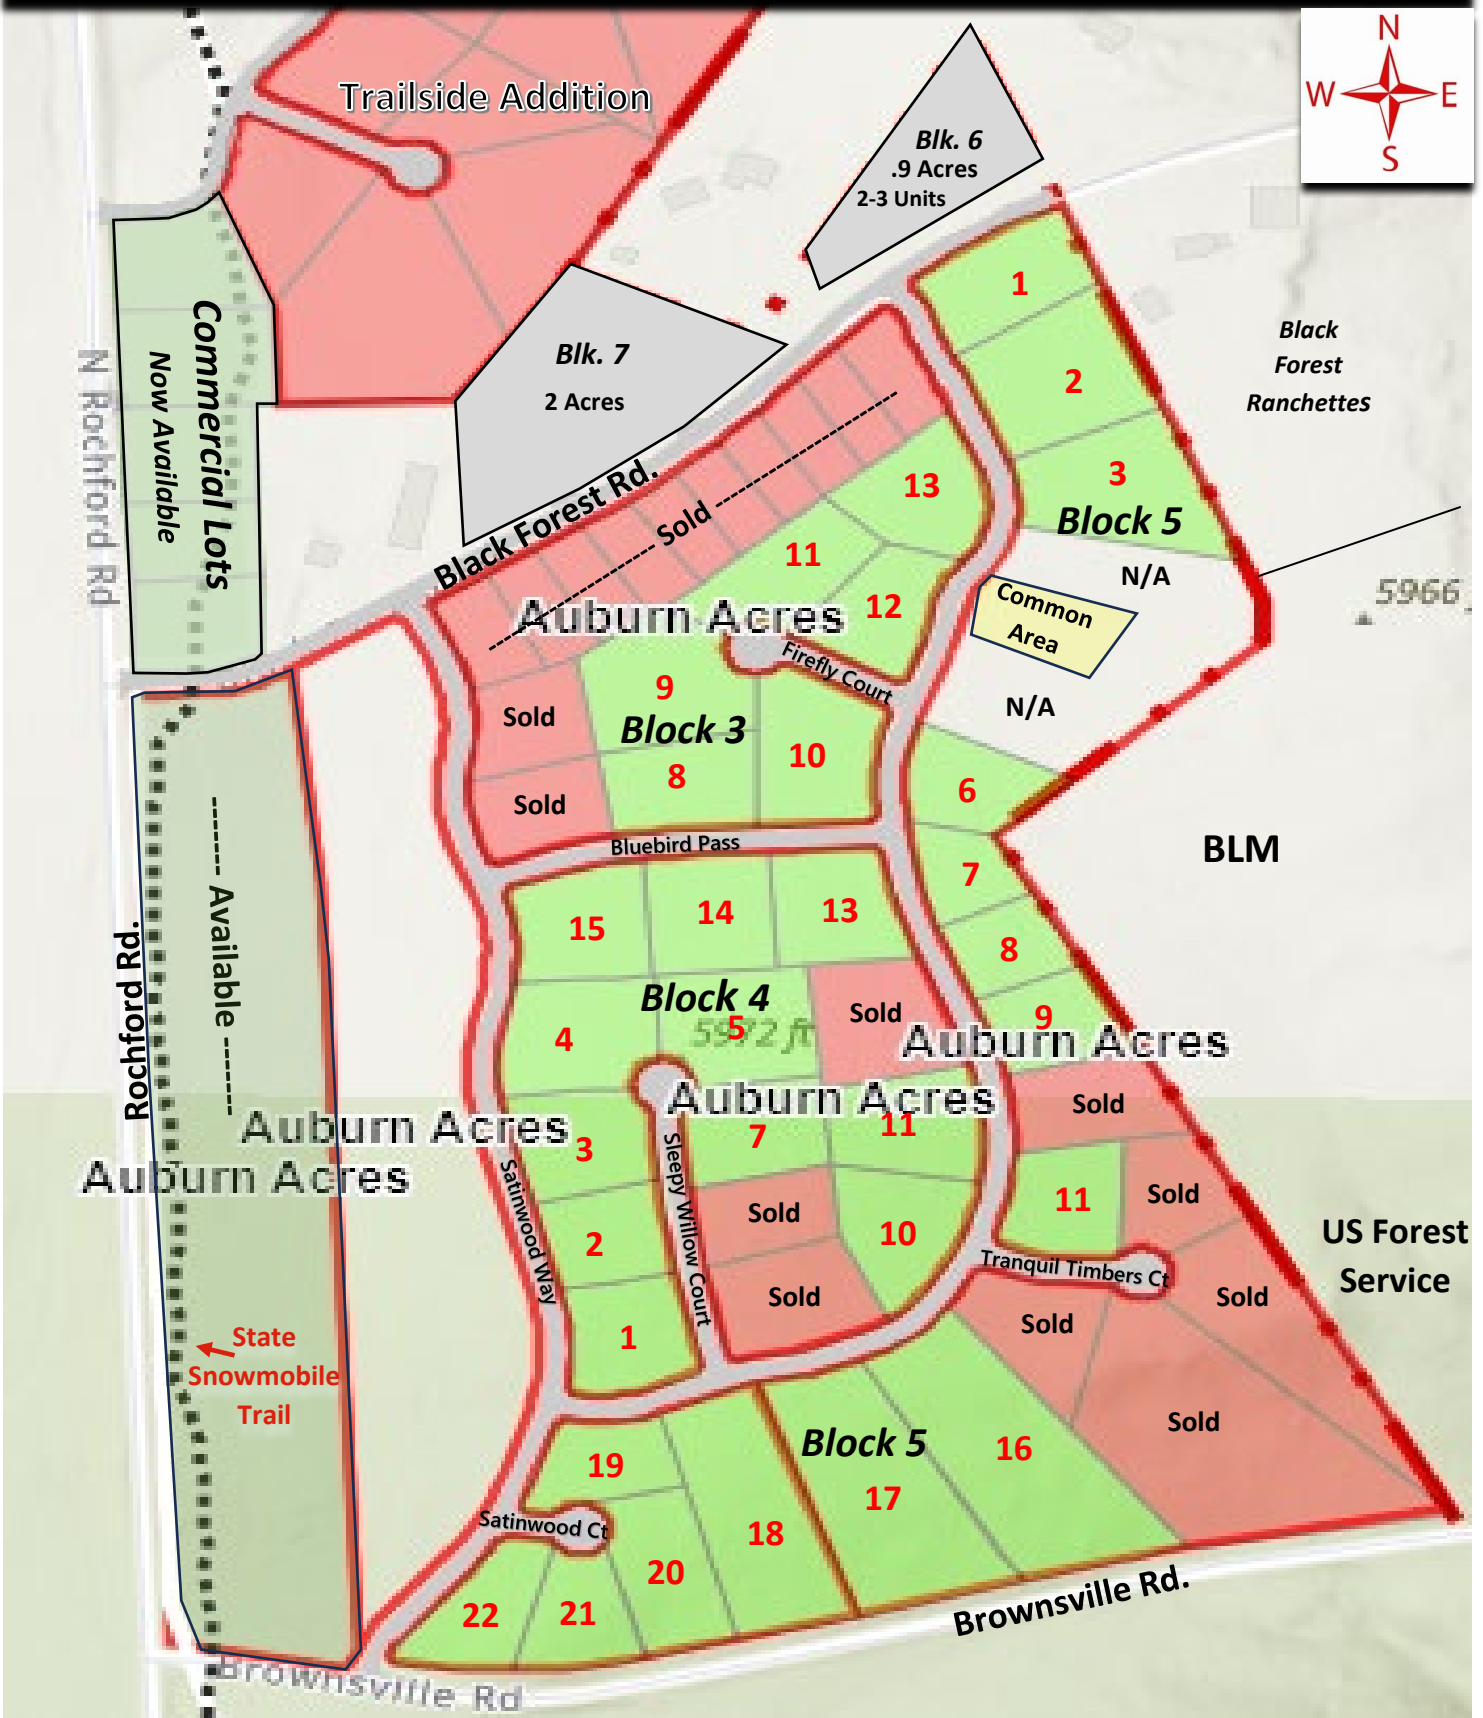 N
W
E
S
Trailside Addition
Blk. 6
.9 Acres
2-3 Units
1
2
3
Block 5
Black
Forest
Ranchettes
Commercial Lots
Now Available
N Rochford Rd
Blk. 7
2 Acres
Black Forest Rd.
Sold
13
11
12
Auburn Acres
Firefly Court
N/A
Common
Area
N/A
5966
Sold
9
Block 3
8
10
Sold
Bluebird Pass
6
7
8
9
BLM
15
14
13
Block 4
4
5
5972 ft
Sold
Auburn Acres
Auburn Acres
Rochford Rd.
Available
Auburn Acres
Auburn Acres
3
7
11
Sold
Satinwood Way
Sleepy Willow Court
2
Sold
10
11
Sold
1
Sold
Tranquil Timbers Ct
Sold
Sold
US Forest
Service
State
Snowmobile
Trail
Sold
Block 5
16
17
18
19
Satinwood Ct
20
21
22
Brownsville Rd.
Brownsville Rd